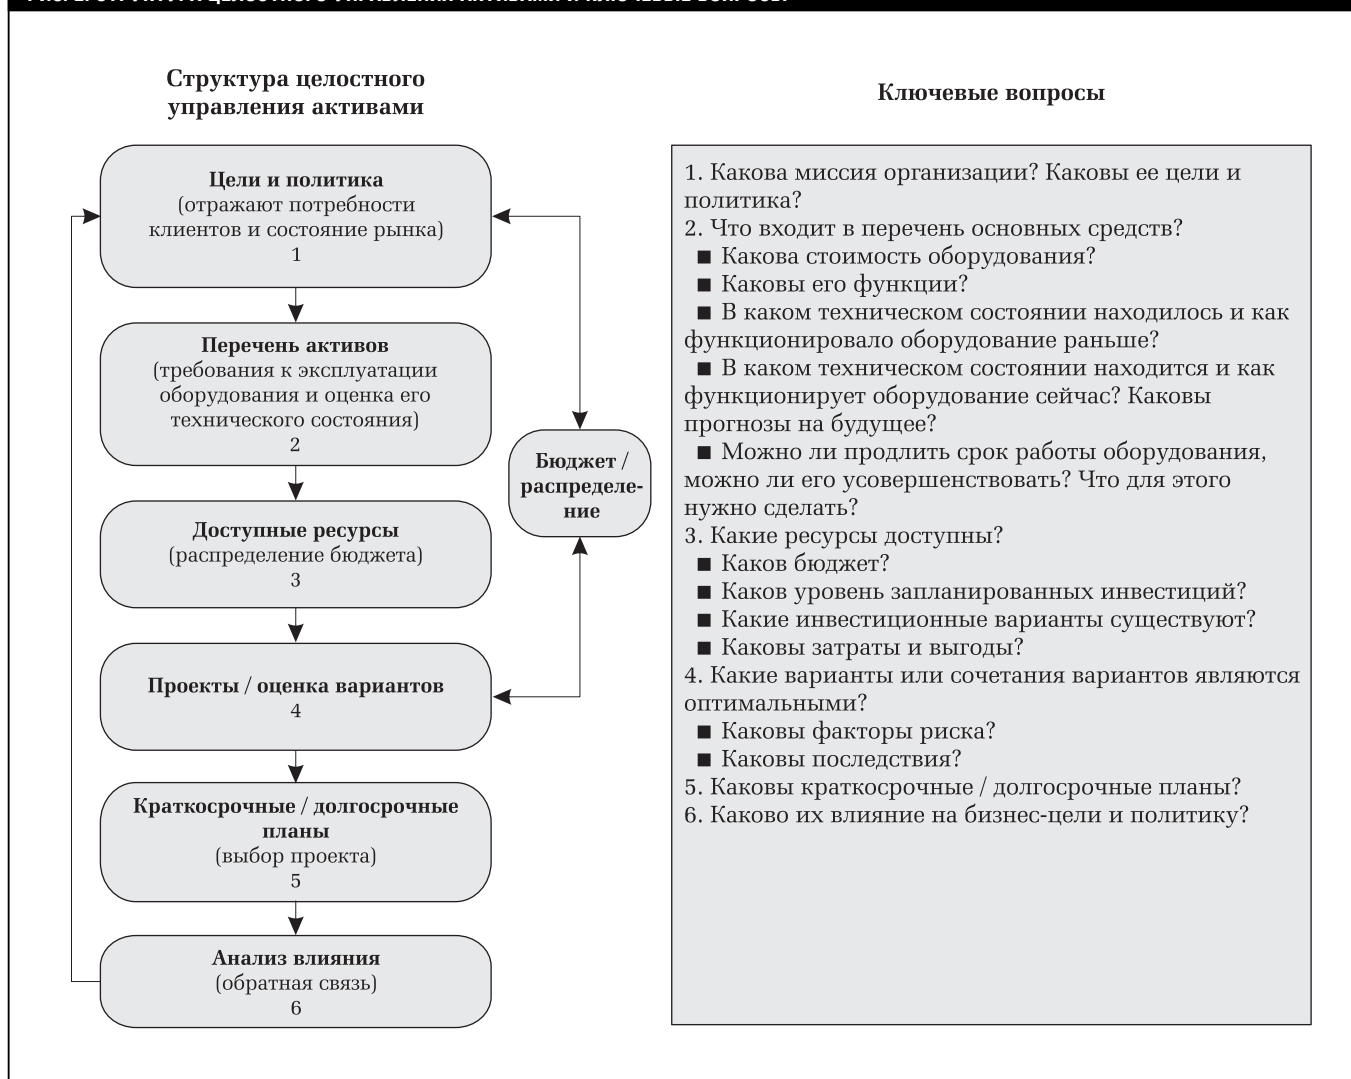 Структура целостного
управления активами
Цели и политика
(отражают потребности
клиентов и состояние рынка)
1
Перечень активов
(требования к эксплуатации
оборудования и оценка его
технического состояния)
2
Доступные ресурсы
(распределение бюджета)
3
Проекты / оценка вариантов
4
Краткосрочные / долгосрочные
планы
(выбор проекта)
5
Анализ влияния
(обратная связь)
6
Бюджет /
распределе-
ние
Ключевые вопросы
1. Какова миссия организации? Каковы ее цели и
политика?
2. Что входит в перечень основных средств?
■ Какова стоимость оборудования?
■ Каковы его функции?
■ В каком техническом состоянии находилось и как
функционировало оборудование раньше?
■ В каком техническом состоянии находится и как
функционирует оборудование сейчас? Каковы
прогнозы на будущее?
■ Можно ли продлить срок работы оборудования,
можно ли его усовершенствовать? Что для этого
нужно сделать?
3. Какие ресурсы доступны?
■ Каков бюджет?
■ Каков уровень запланированных инвестиций?
■ Какие инвестиционные варианты существуют?
■ Каковы затраты и выгоды?
4. Какие варианты или сочетания вариантов являются
оптимальными?
■ Каковы факторы риска?
■ Каковы последствия?
5. Каковы краткосрочные / долгосрочные планы?
6. Каково их влияние на бизнес-цели и политику?